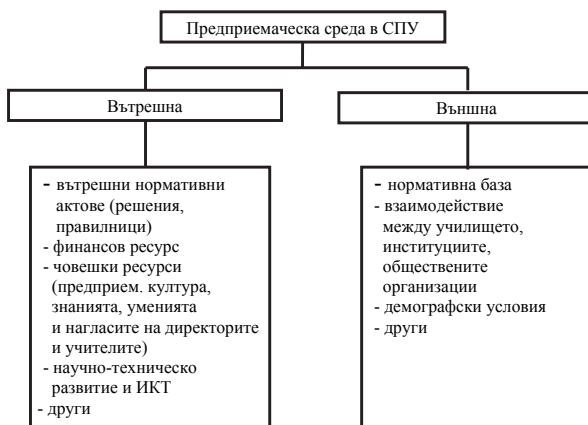 Предприемаческа среда в СПУ
Вътрешна
Външна
- вътрешни нормативни
актове (решения,
правилници)
- финансов ресурс
- човешки ресурси
(предприем. култура,
знанията, уменията
и нагласите на директорите
и учителите)
- научно-техническо
развитие и ИКТ
- други
- нормативна база
- взаимодействие
между училището,
институциите,
обществените
организации
- демографски условия
- други